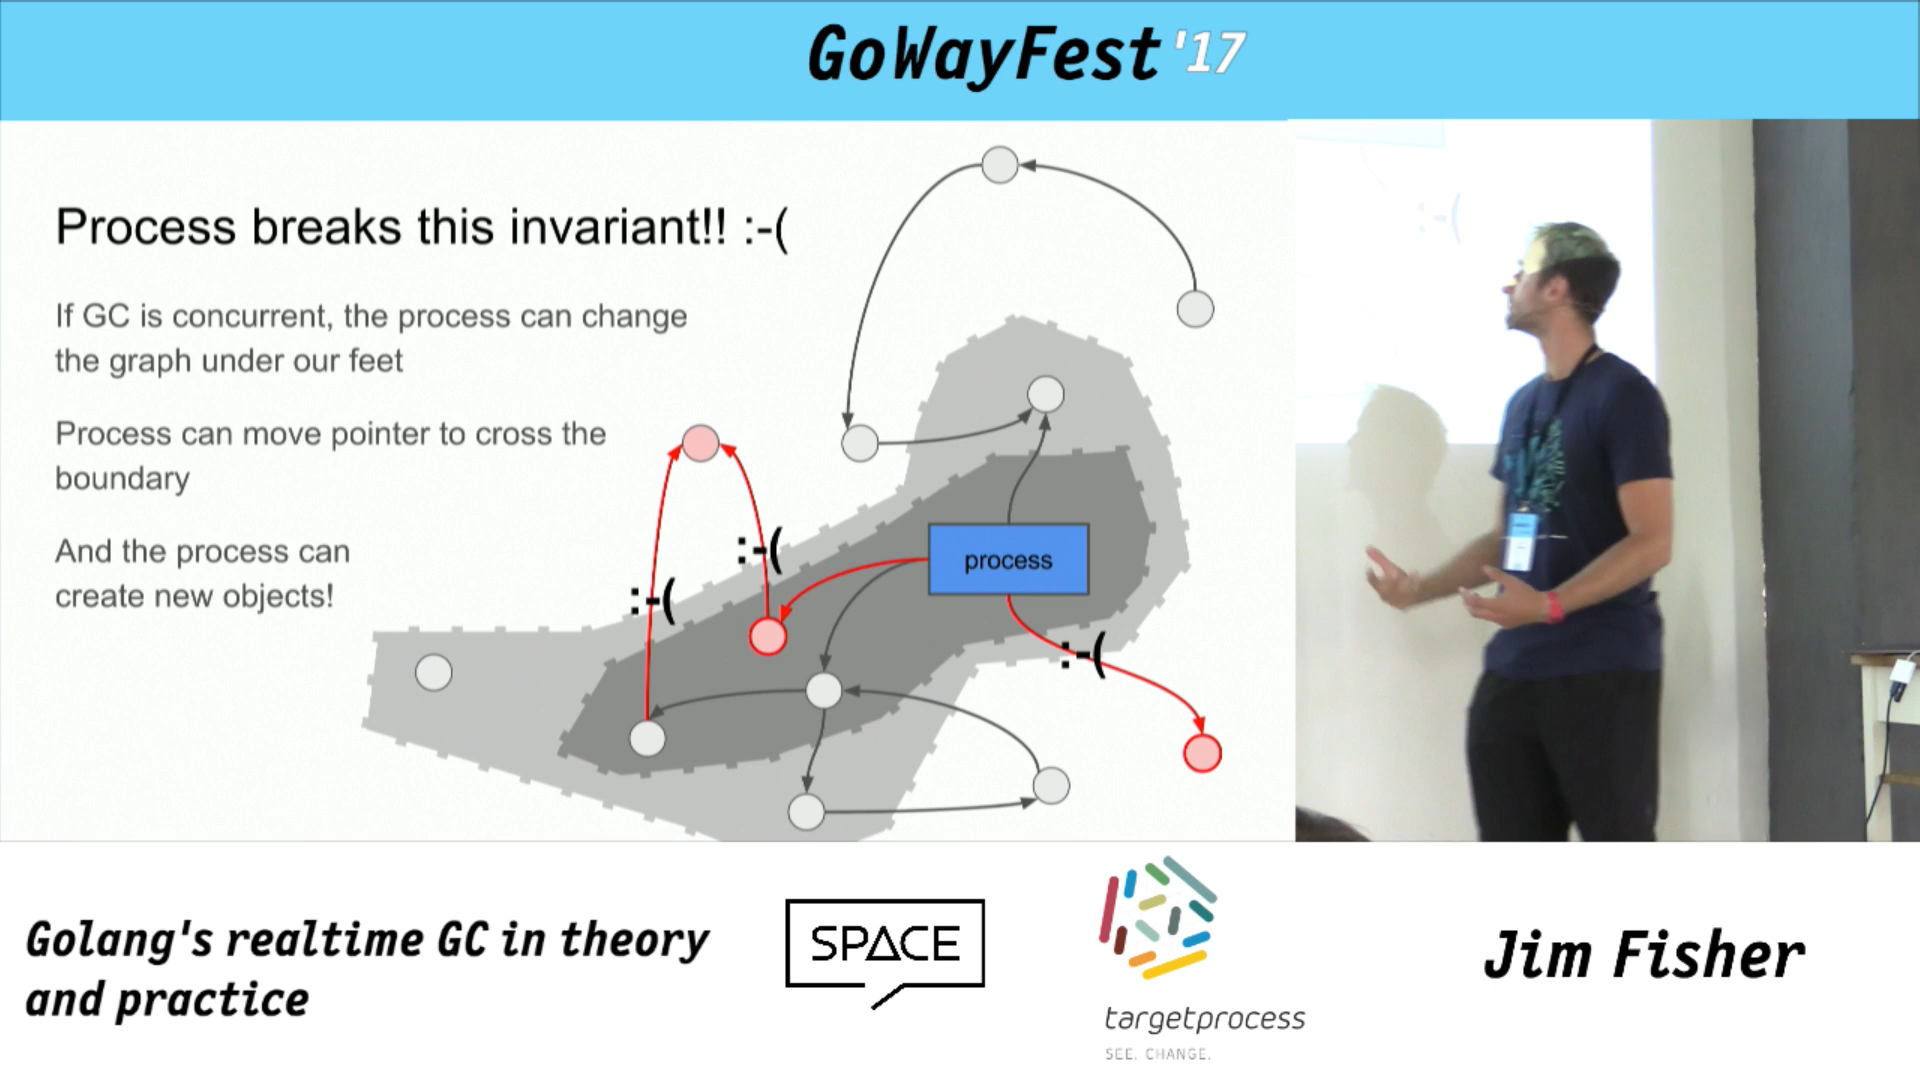 GoWayFest '17
Process breaks this invariant!! :-(
If GC is concurrent, the process can change
the graph under our feet
Process can move pointer to cross the
boundary
And the process can
create new objects!
:-(
:-(
process
:-(
Golang's realtime GC in theory
and practice
SPACE
targetprocess
SEE. CHANGE.
Jim Fisher